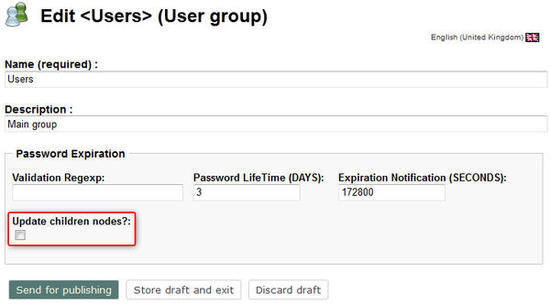 Edit <Users> (User group)
English (United Kingdom)
Name (required) :
Users
Description :
Main group
Password Expiration
Validation Regexp: Password LifeTime (DAYS): Expiration Notification (SECONDS):
3 172800
Update children nodes?:
Send for publishing Store draft and exit Discard draft